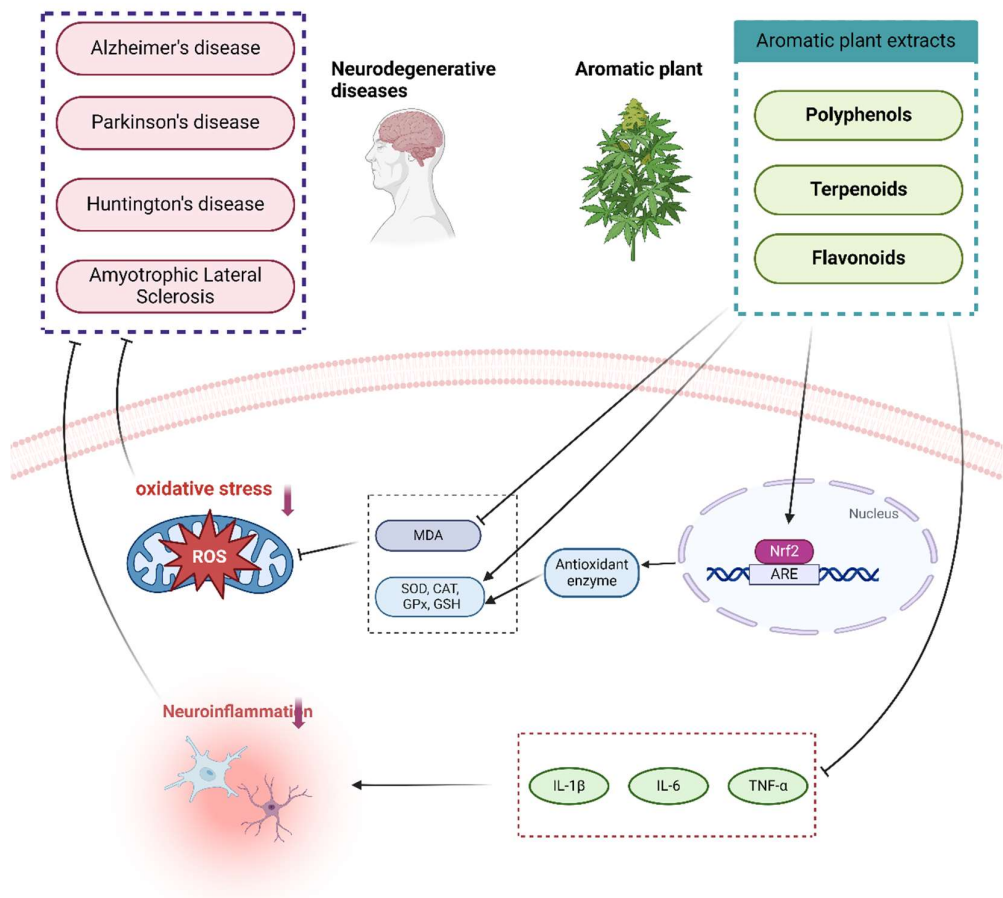 Alzheimer's disease
Parkinson's disease
Huntington's disease
Amyotrophic Lateral
Sclerosis
Neurodegenerative
diseases
Aromatic plant
Aromatic plant extracts
Polyphenols
Terpenoids
Flavonoids
oxidative stress
ROS
MDA
SOD, CAT,
GPx, GSH
Antioxidant
enzyme
Nucleus
Nrf2
ARE
Neuroinflammation
IL-1β
IL-6
TNF-α